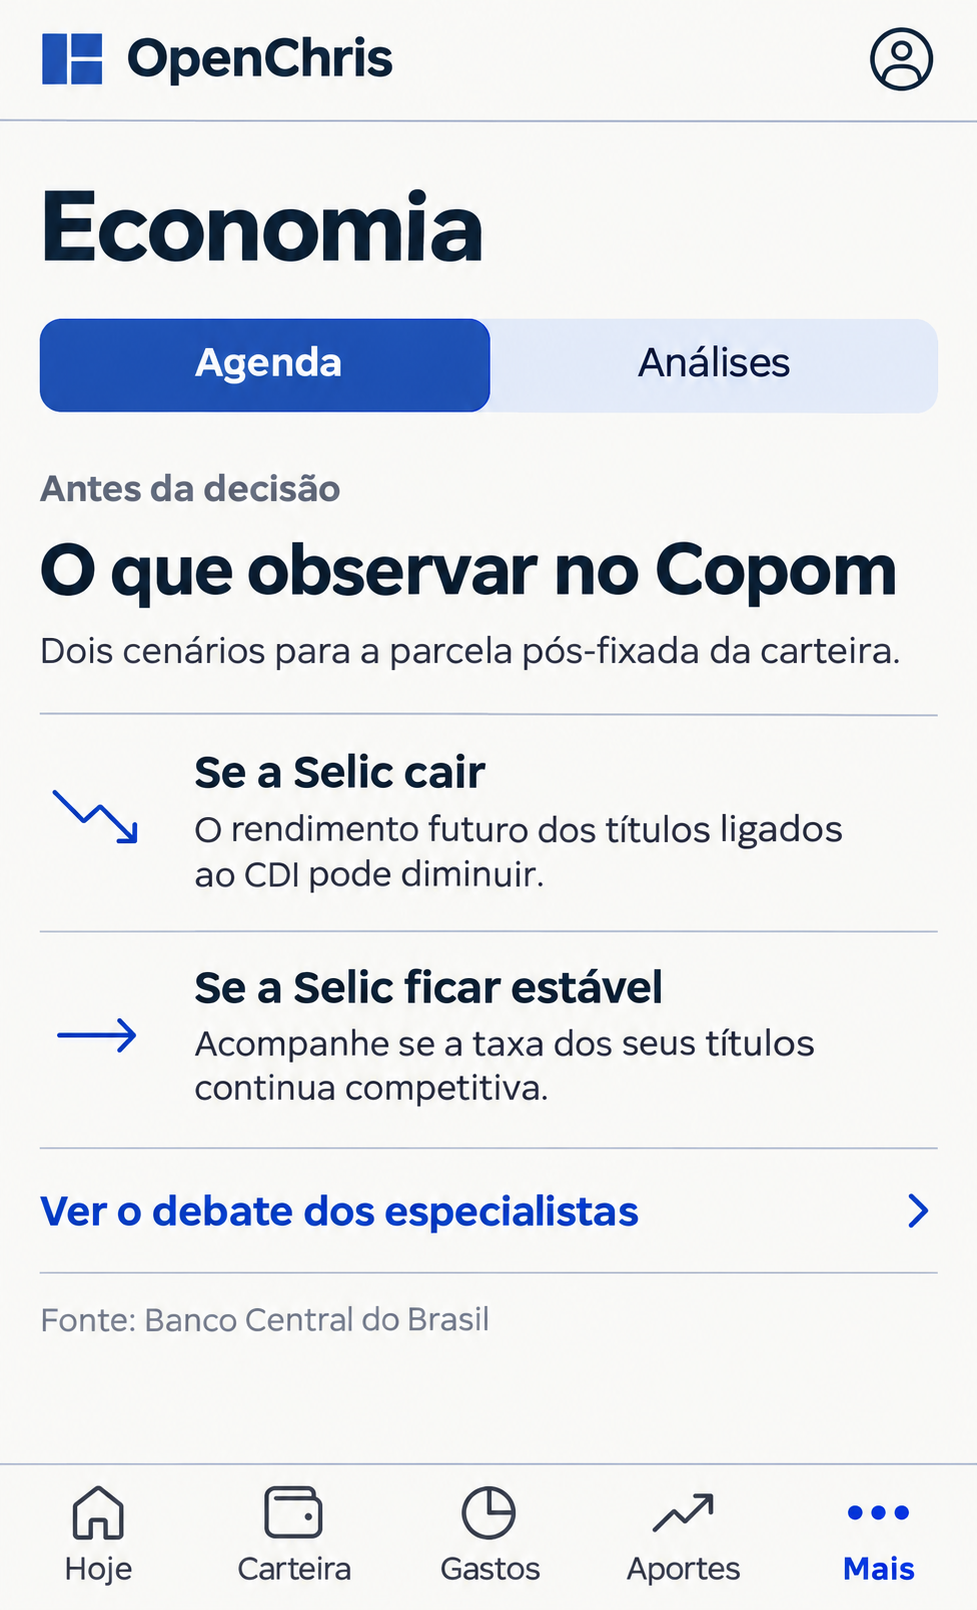 OpenChris
Economia
Agenda
Análises
Antes da decisão
O que observar no Copom
Dois cenários para a parcela pós-fixada da carteira.
Se a Selic cair
O rendimento futuro dos títulos ligados
ao CDI pode diminuir.
Se a Selic ficar estável
Acompanhe se a taxa dos seus títulos
continua competitiva.
Ver o debate dos especialistas
Fonte: Banco Central do Brasil
Hoje
Carteira
Gastos
Aportes
Mais